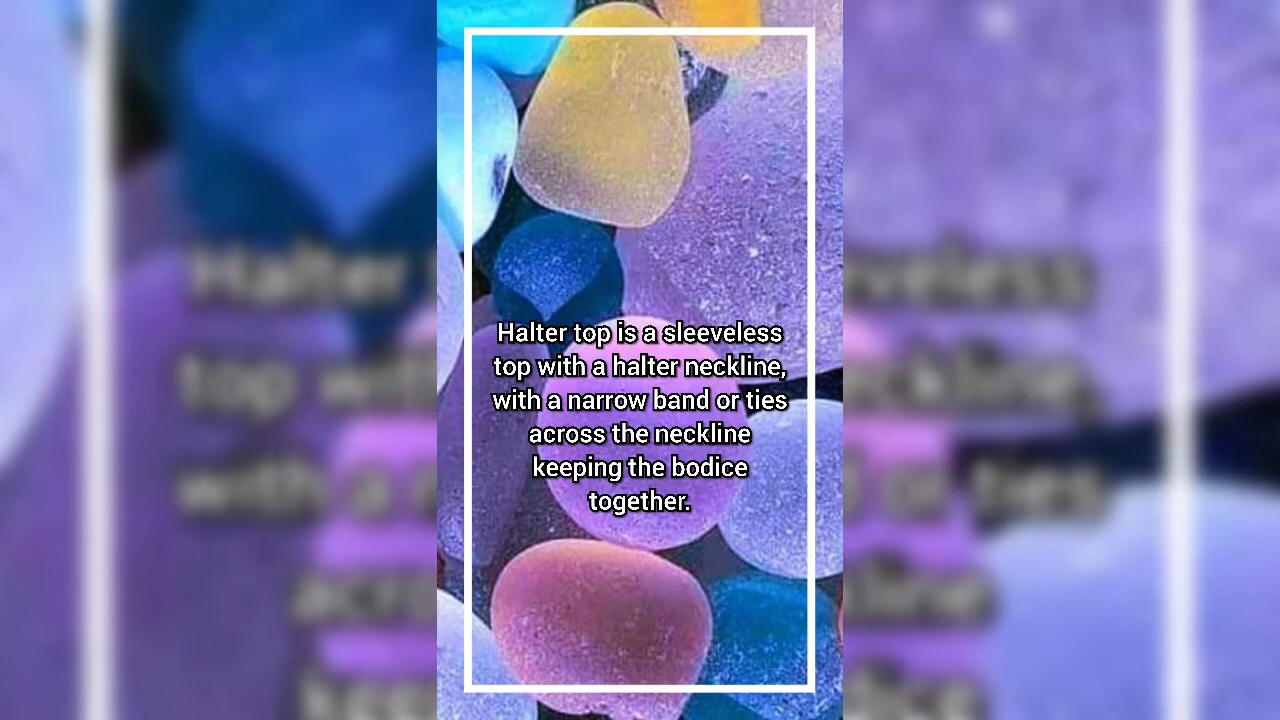 Halter top is a sleeveless
top with a halter neckline,
with a narrow band or ties
across the neckline
keeping the bodice
together.